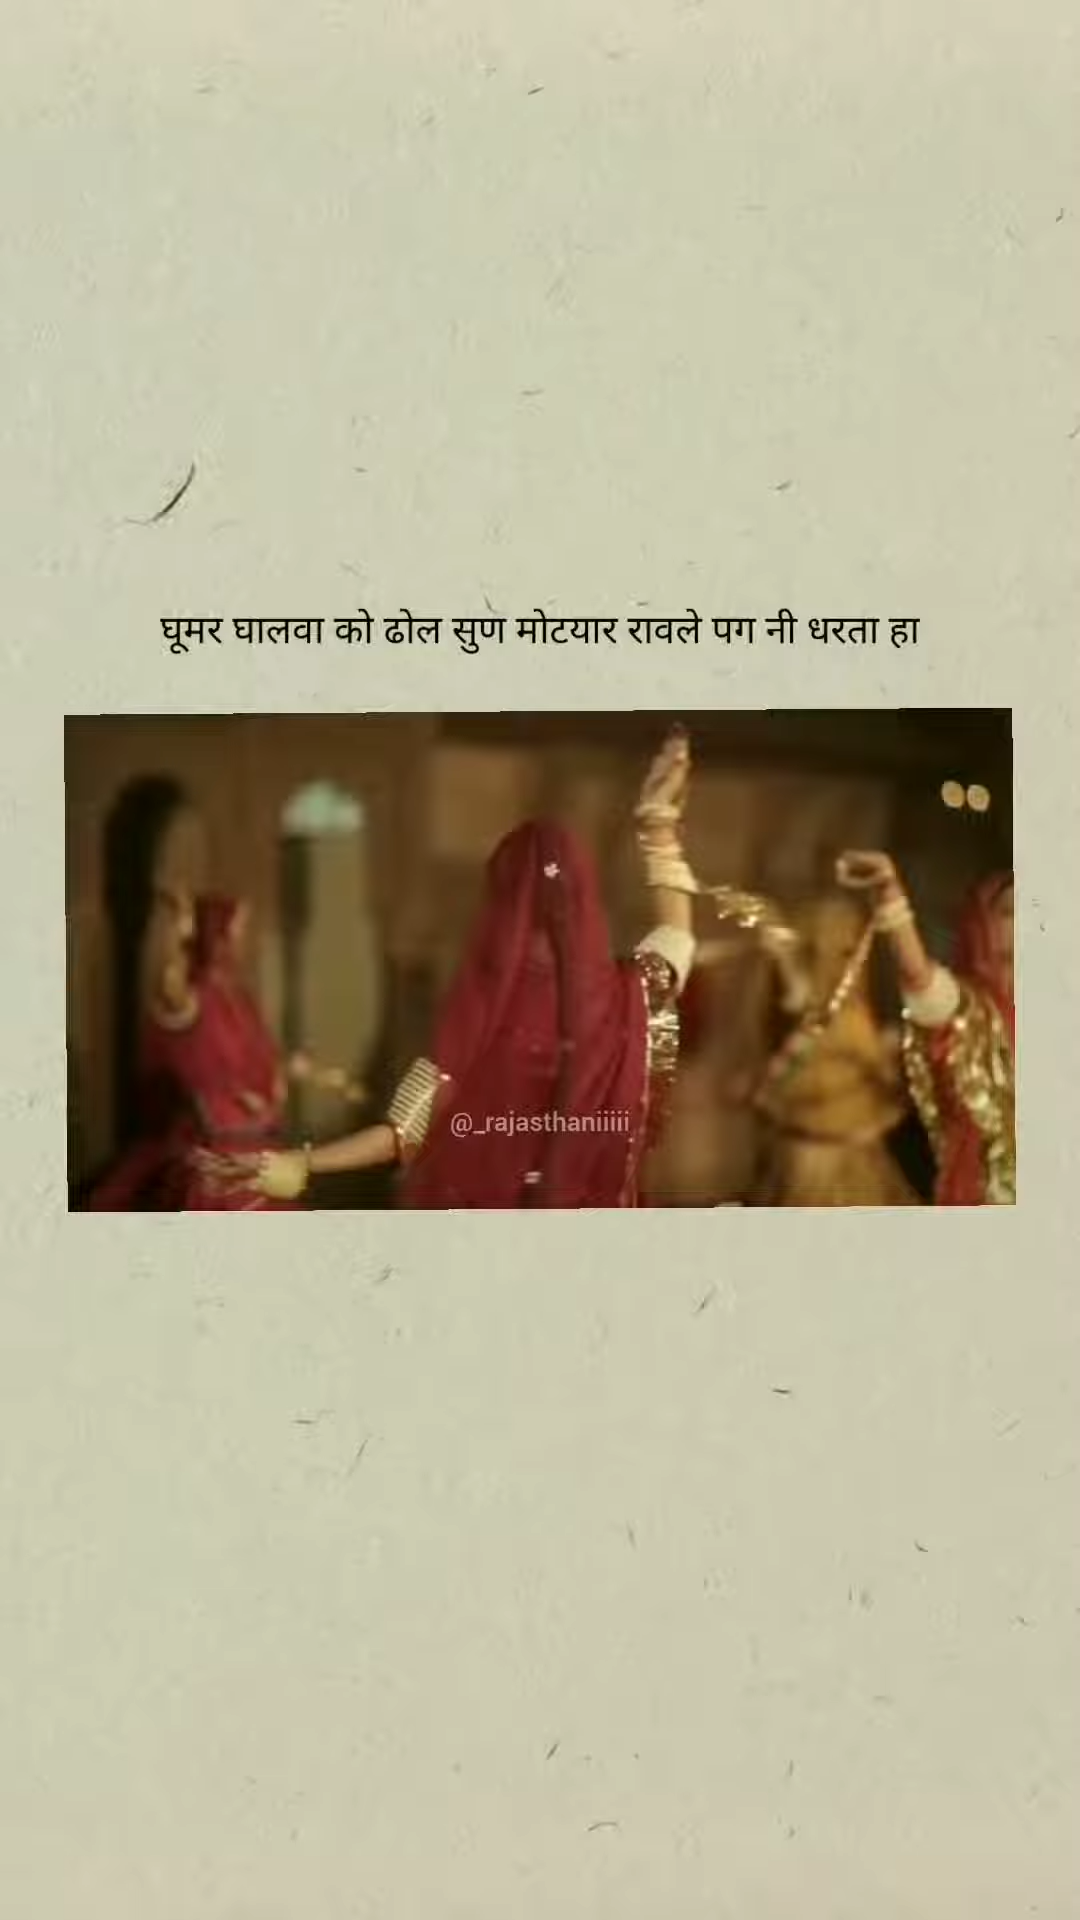 घूमर घालवा को ढोल सुण मोटयार रावले पग नी धरता हा
@_rajasthaniiiii